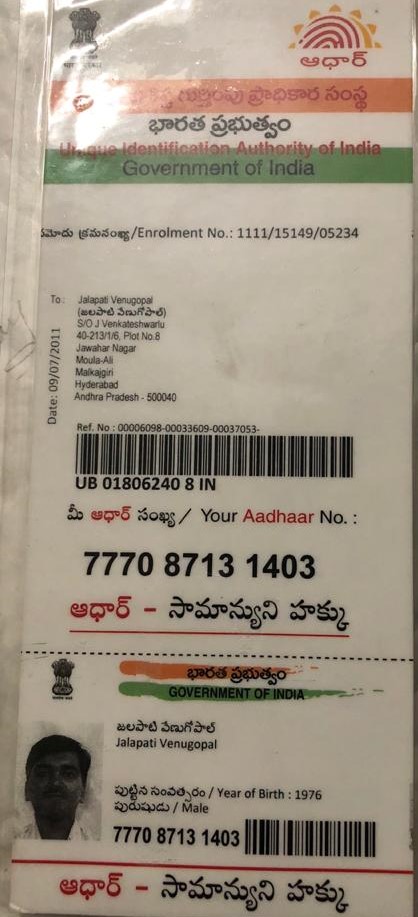 ఆధార్
గుర్తింపు ప్రాధికార సంస్థ
భారత ప్రభుత్వం
Unique Identification Authority of India
Government of India
నమోదు క్రమసంఖ్య/Enrolment No.: 1111/15149/05234
To : Jalapati Venugopal
(జలపాటి వేణుగోపాల్)
S/O J Venkateshwarlu
40-213/1/6, Plot No.8
Jawahar Nagar
Moula-Ali
Malkajgiri
Hyderabad
Andhra Pradesh - 500040
Date: 09/07/2011
Ref. No : 00006098-00033609-00037053-
UB 01806240 8 IN
మీ ఆధార్ సంఖ్య / Your Aadhaar No. :
7770 8713 1403
ఆధార్ - సామాన్యుని హక్కు
భారత ప్రభుత్వం
GOVERNMENT OF INDIA
జలపాటి వేణుగోపాల్
Jalapati Venugopal
పుట్టిన సంవత్సరం / Year of Birth : 1976
పురుషుడు / Male
7770 8713 1403
ఆధార్ - సామాన్యుని హక్కు